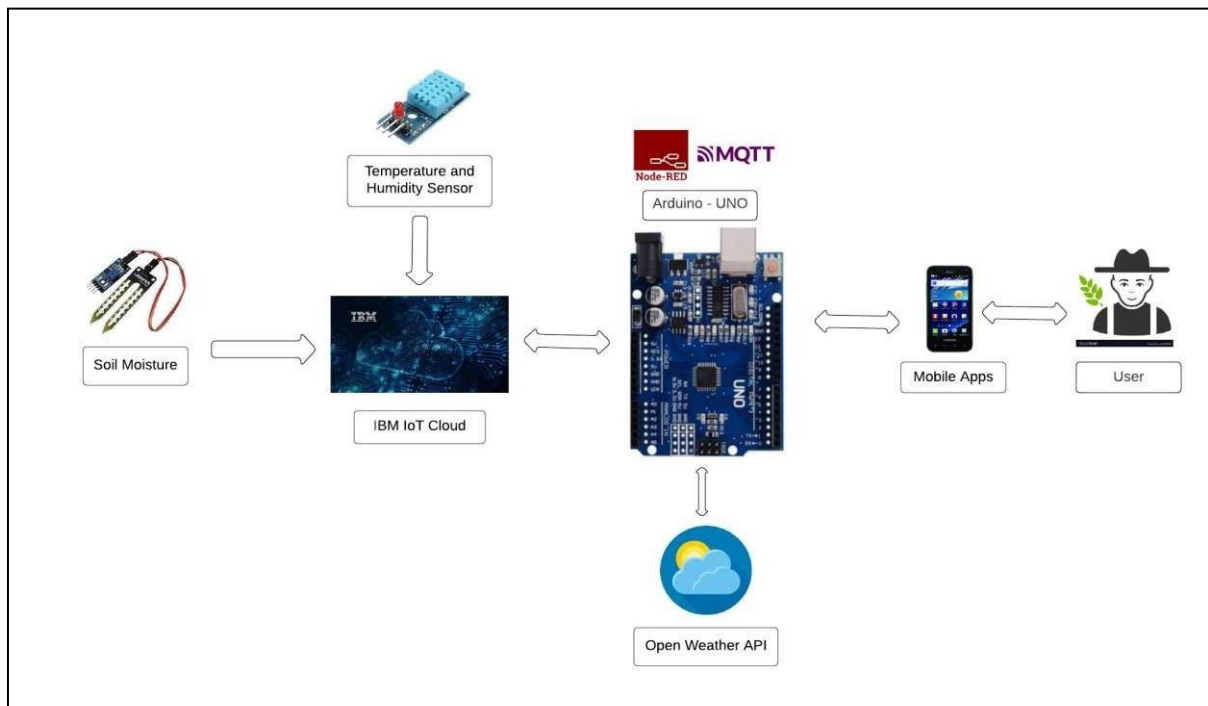 Temperature and
Humidity Sensor
Node-RED
MQTT
Arduino - UNO
IBM
Soil Moisture
IBM IoT Cloud
UNO
Mobile Apps
User
Open Weather API